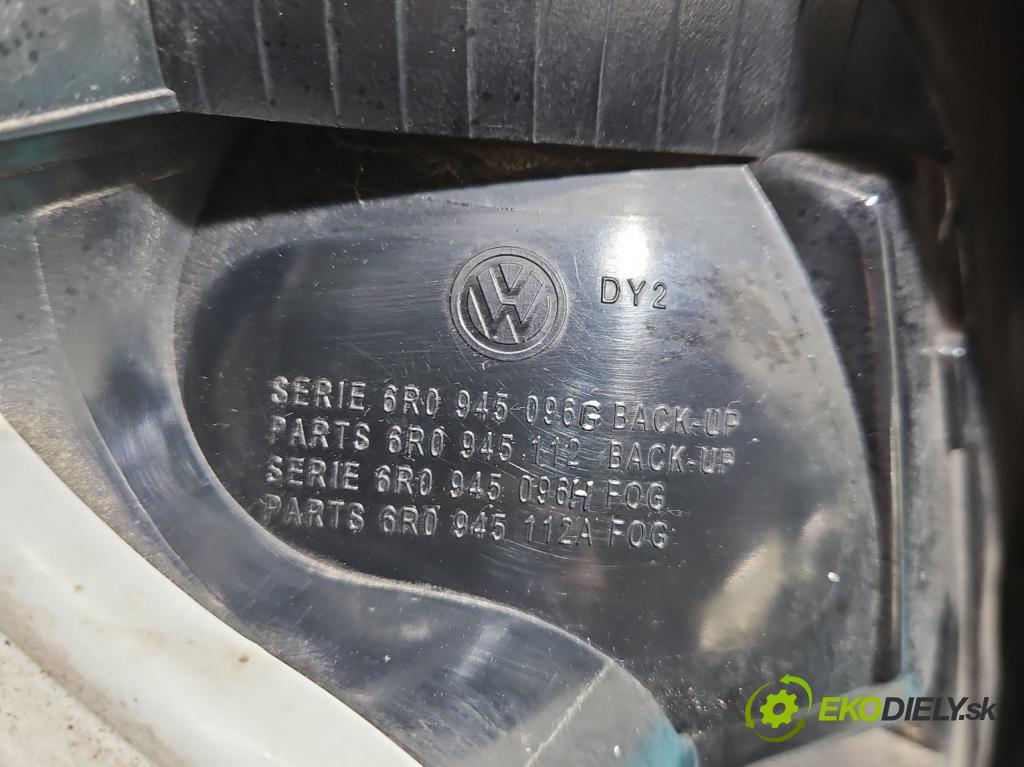 VW
DY2
SERIE 6R0 945 096G BACK-UP
PARTS 6R0 945 112 BACK-UP
SERIE 6R0 945 096H FOG
PARTS 6R0 945 112A FOG
EKODIELY.sk